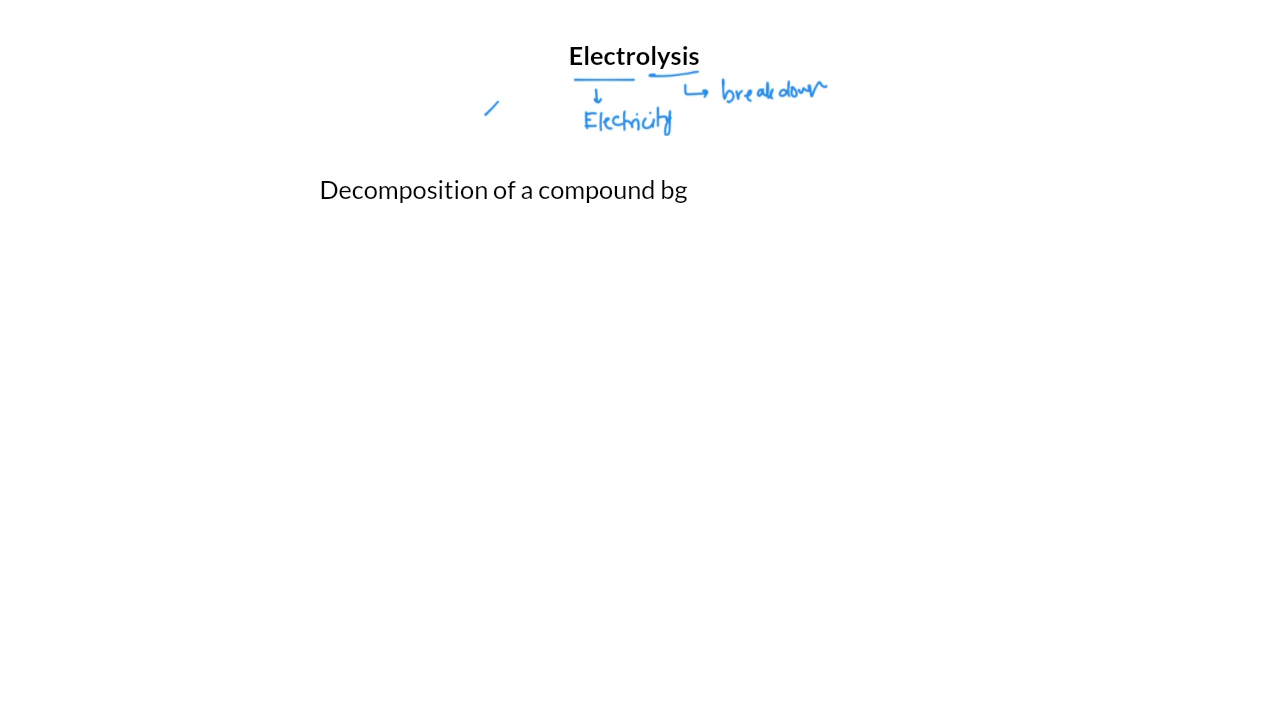 Electrolysis
breakdown
Electricity
Decomposition of a compound bg